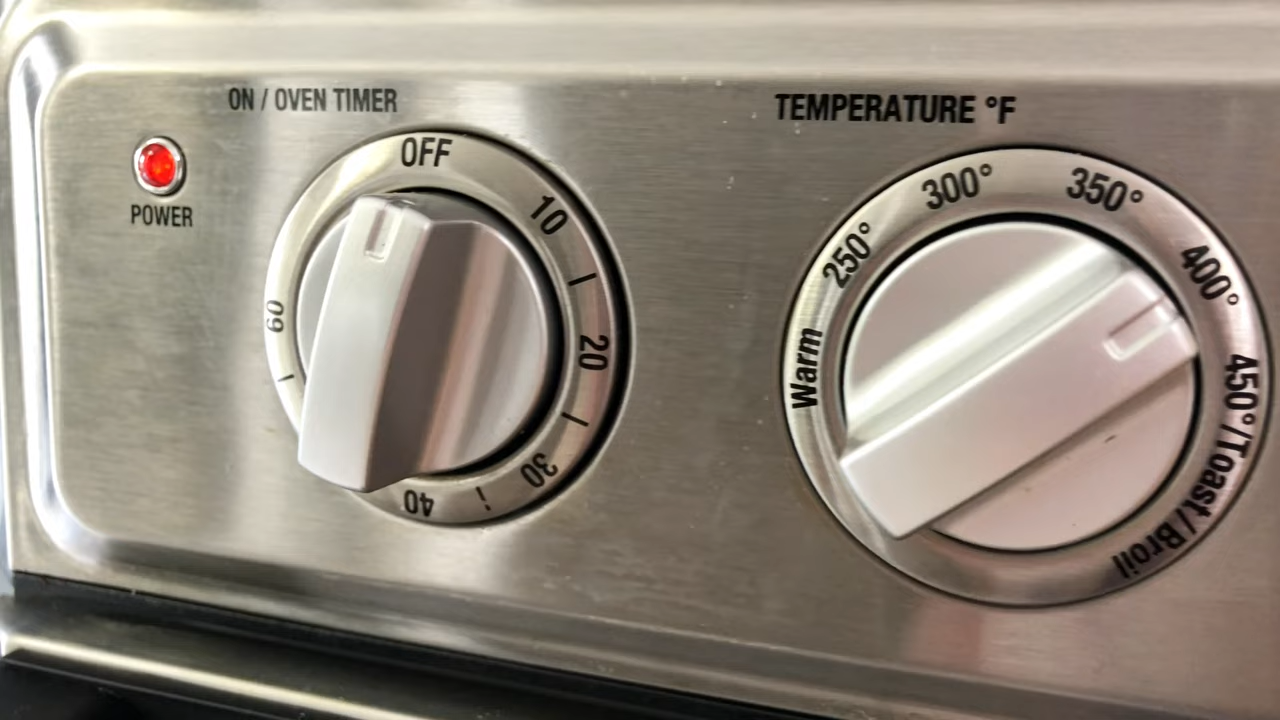 ON / OVEN TIMER
POWER
OFF
10
20
30
40
60
TEMPERATURE °F
Warm
250°
300°
350°
400°
450°/Toast/Broil